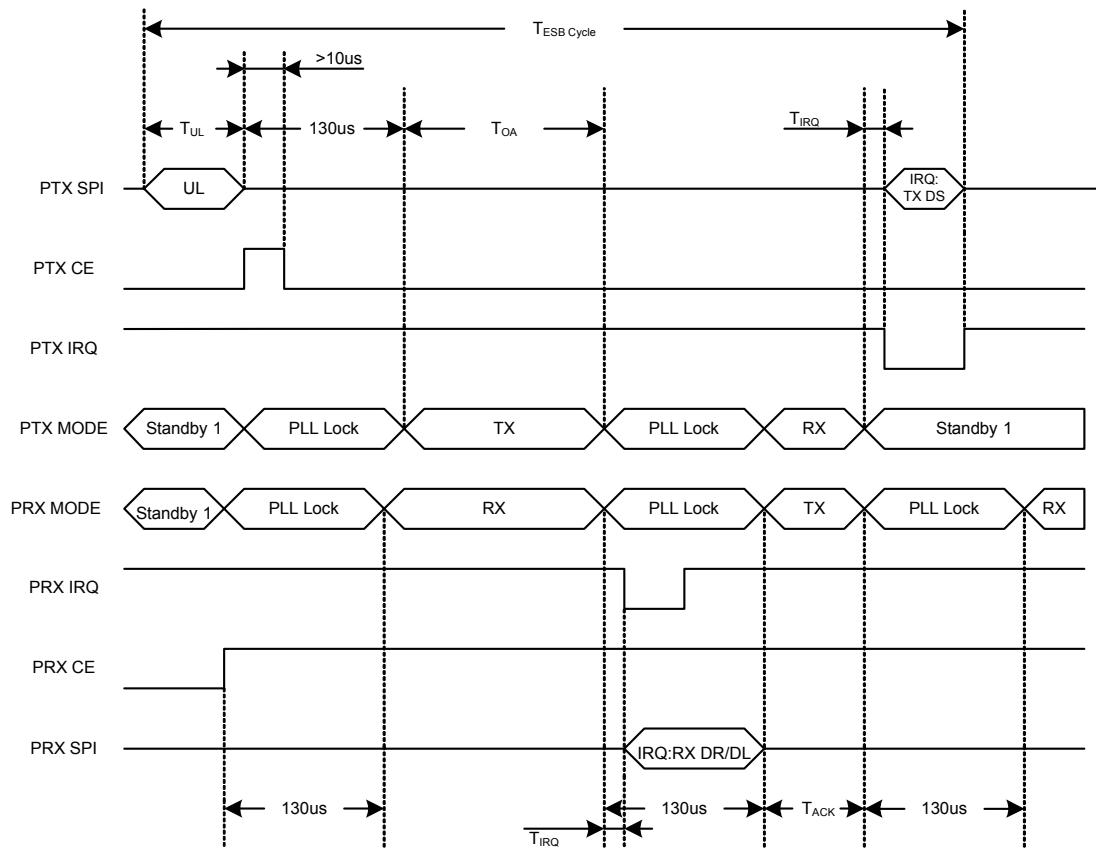 TESB Cycle
>10us
TUL
130us
TOA
TIRQ
PTX SPI
UL
IRQ:
TX DS
PTX CE
PTX IRQ
PTX MODE
Standby 1
PLL Lock
TX
PLL Lock
RX
Standby 1
PRX MODE
Standby 1
PLL Lock
RX
PLL Lock
TX
PLL Lock
RX
PRX IRQ
PRX CE
PRX SPI
IRQ:RX DR/DL
130us
130us
TACK
130us
TIRQ